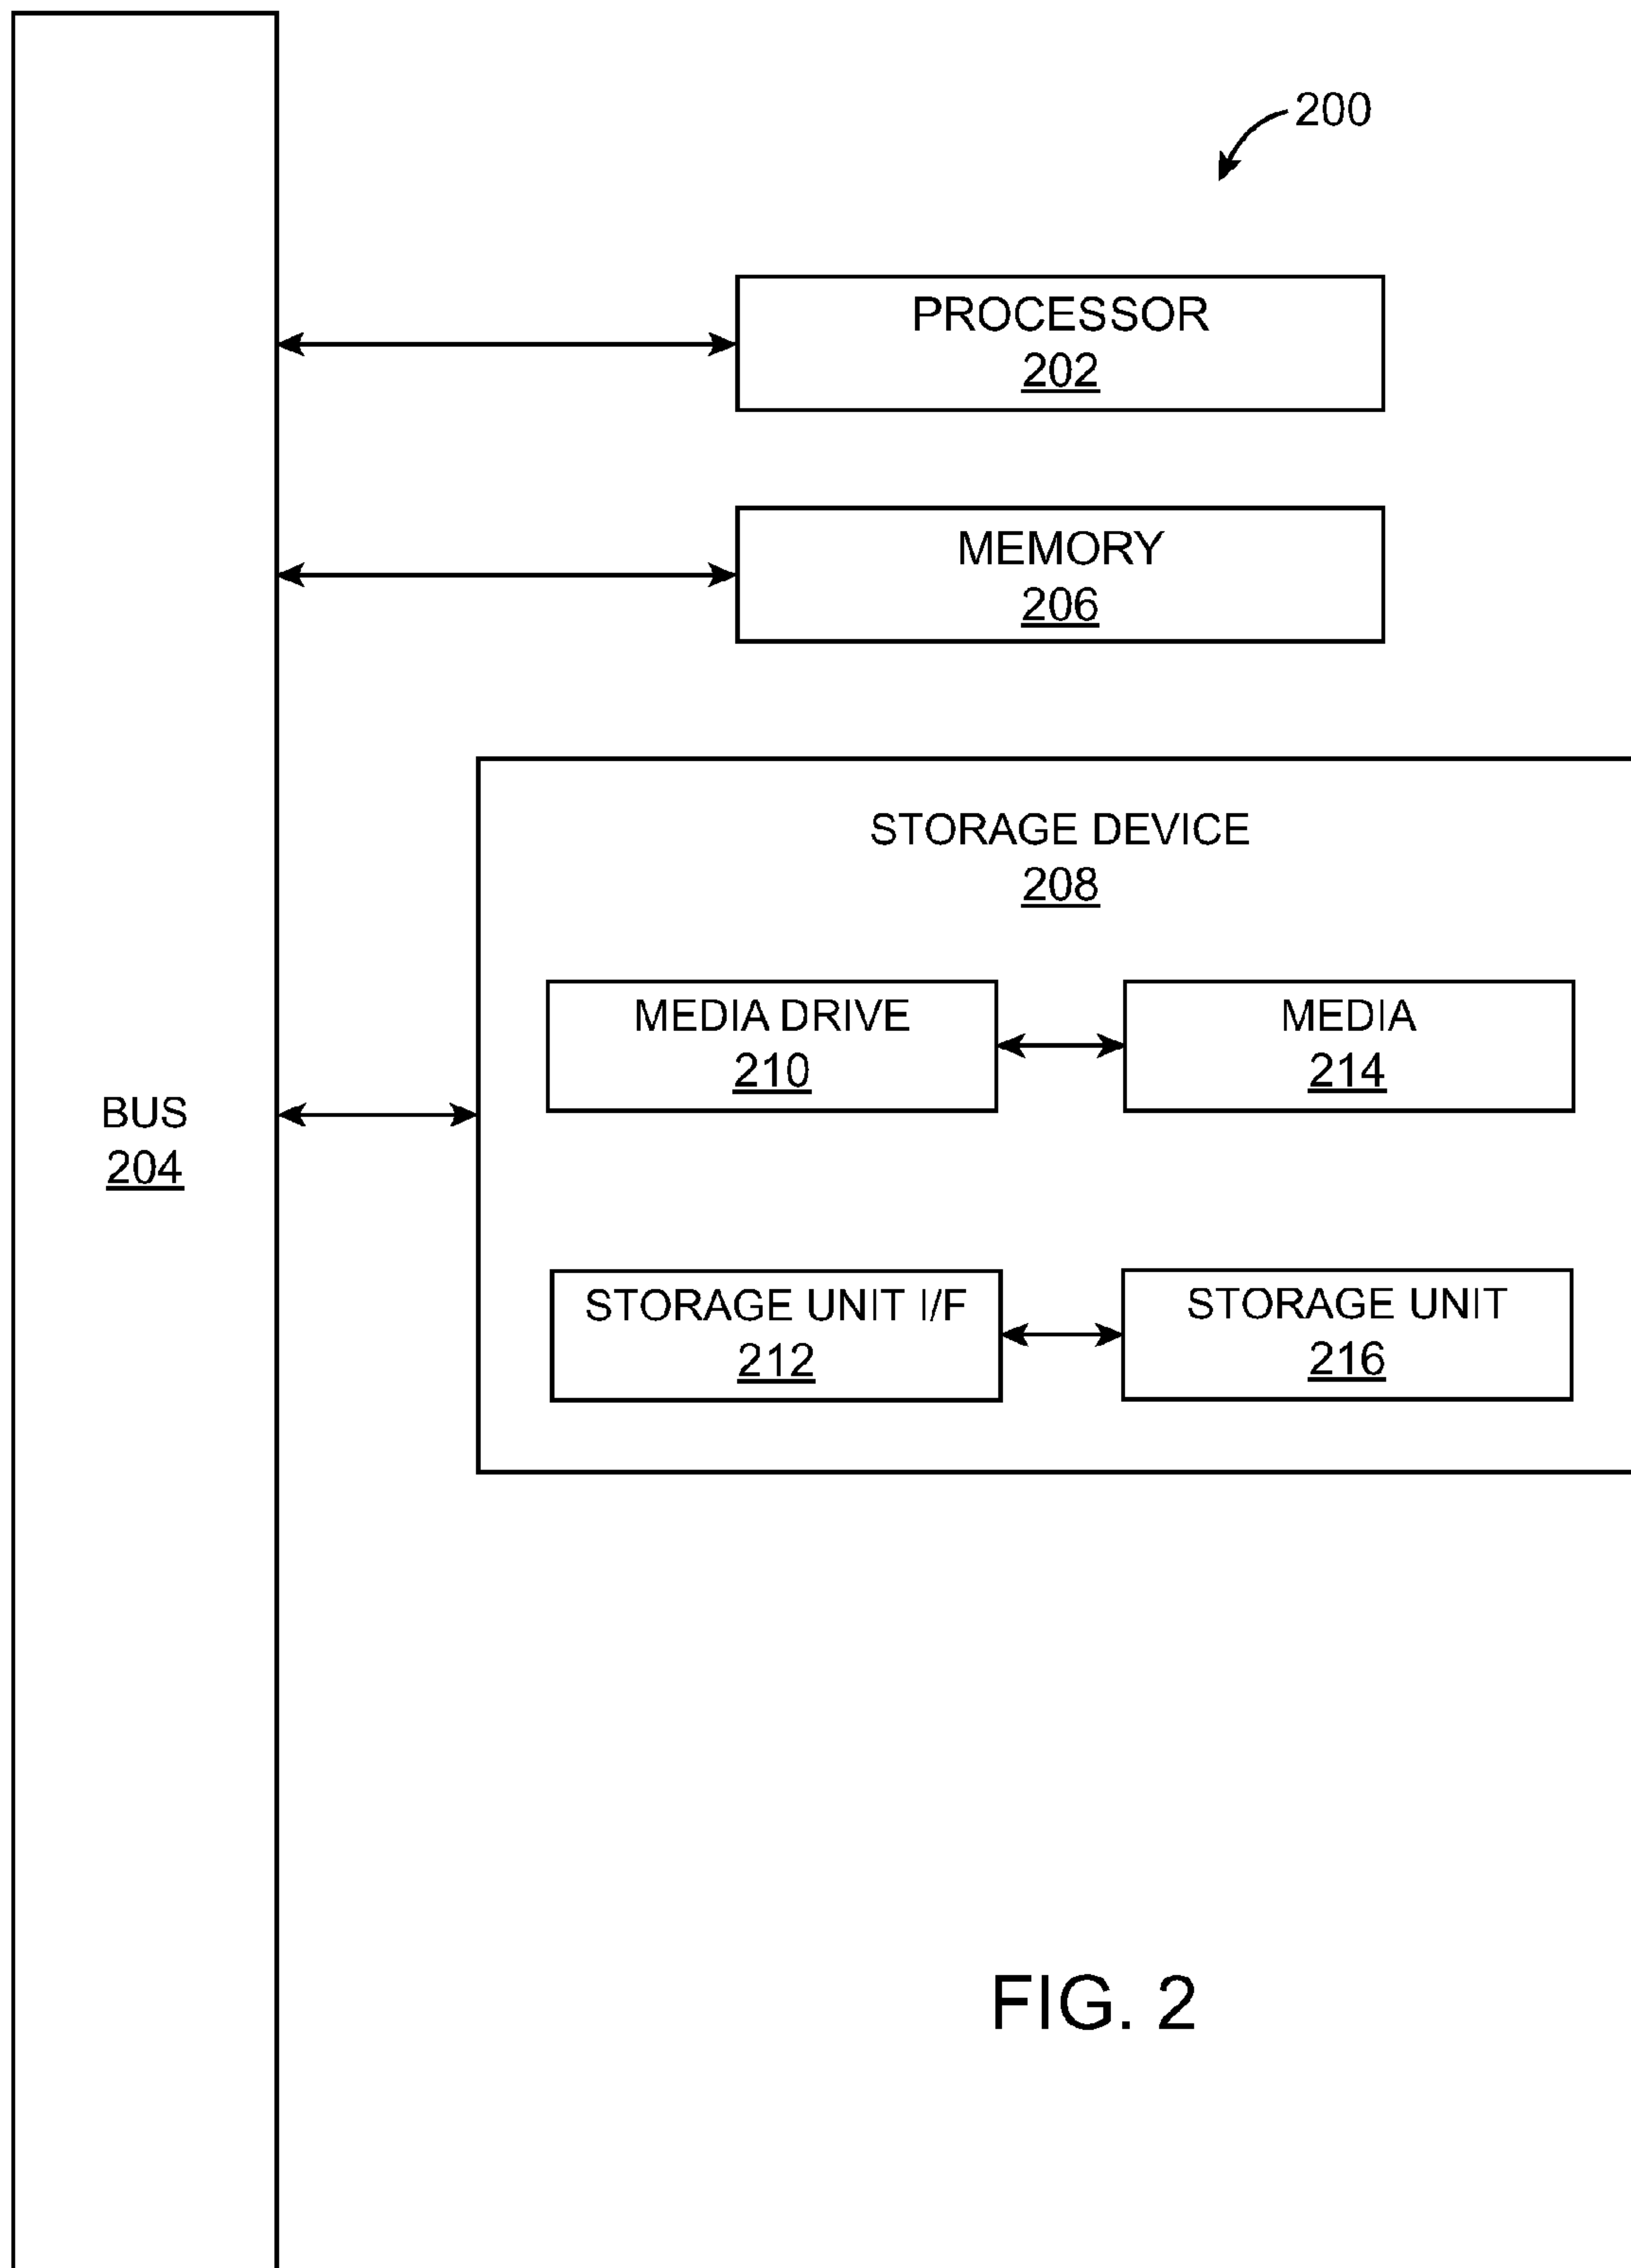 200
PROCESSOR
202
MEMORY
206
STORAGE DEVICE
208
MEDIA DRIVE
210
MEDIA
214
BUS
204
STORAGE UNIT I/F
212
STORAGE UNIT
216
FIG. 2